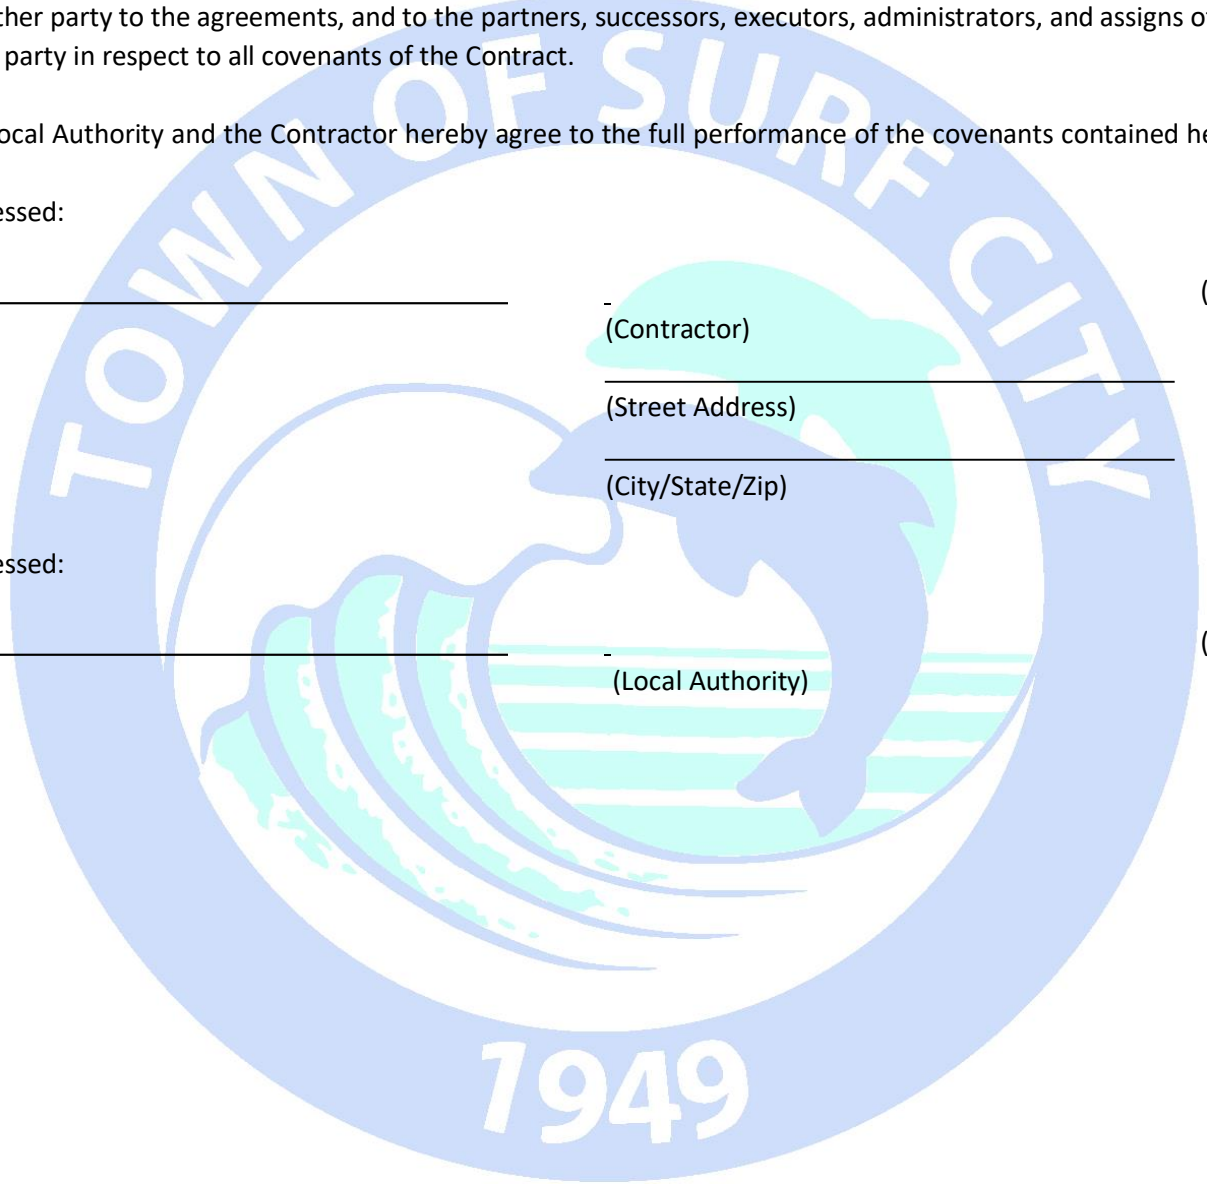 ther party to the agreements, and to the partners, successors, executors, administrators, and assigns of
party in respect to all covenants of the Contract.
ocal Authority and the Contractor hereby agree to the full performance of the covenants contained he
essed:
(
(Contractor)
(Street Address)
(City/State/Zip)
essed:
(
(Local Authority)
TOWN OF SURF CITY
1949